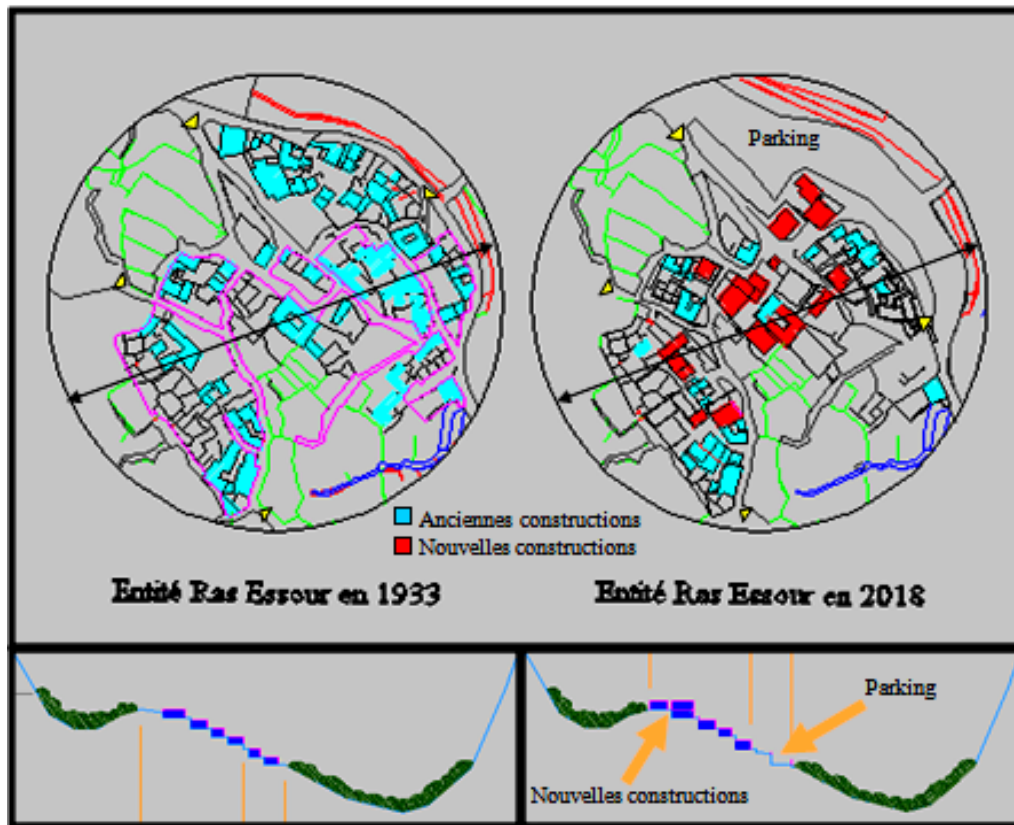 Parking
Anciennes constructions
Nouvelles constructions
Entité Ras Essour en 1933
Entité Ras Essour en 2018
Parking
Nouvelles constructions